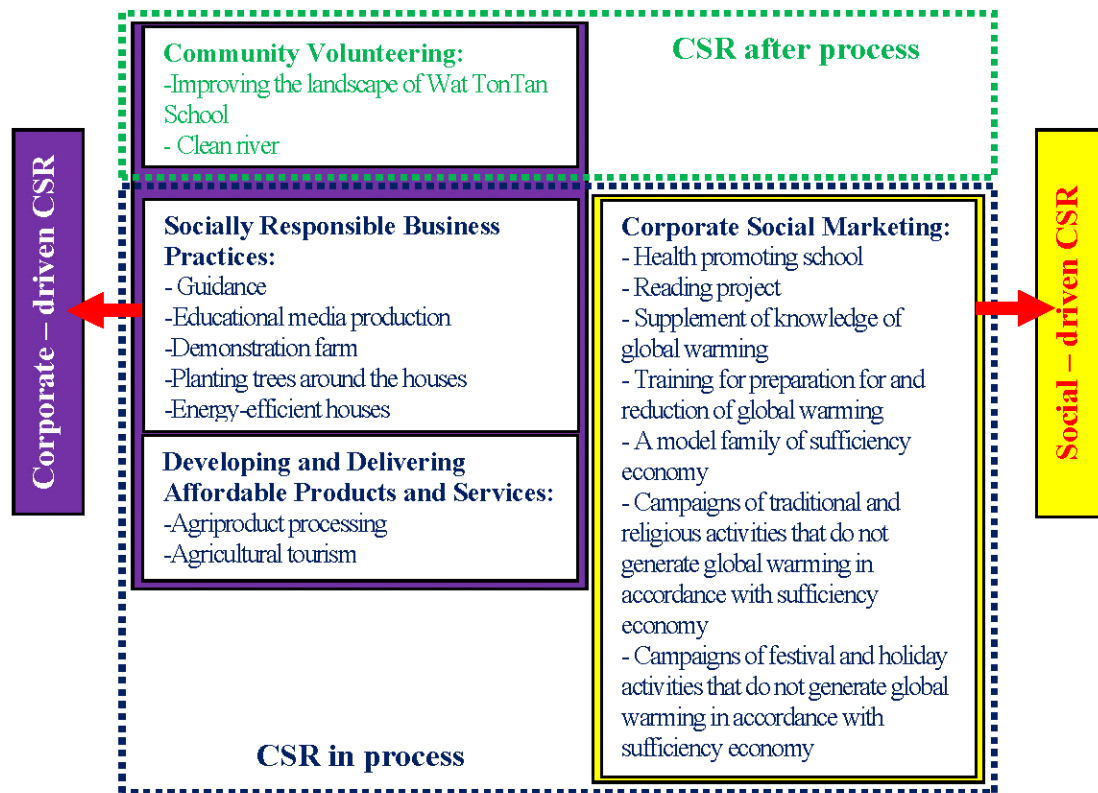 Community Volunteering:
-Improving the landscape of Wat TonTan
School
- Clean river
CSR after process
Corporate – driven CSR
Socially Responsible Business
Practices:
- Guidance
-Educational media production
-Demonstration farm
-Planting trees around the houses
-Energy-efficient houses
Developing and Delivering
Affordable Products and Services:
-Agriproduct processing
-Agricultural tourism
Corporate Social Marketing:
- Health promoting school
- Reading project
- Supplement of knowledge of
global warming
- Training for preparation for and
reduction of global warming
- A model family of sufficiency
economy
- Campaigns of traditional and
religious activities that do not
generate global warming in
accordance with sufficiency
economy
- Campaigns of festival and holiday
activities that do not generate global
warming in accordance with
sufficiency economy
Social – driven CSR
CSR in process